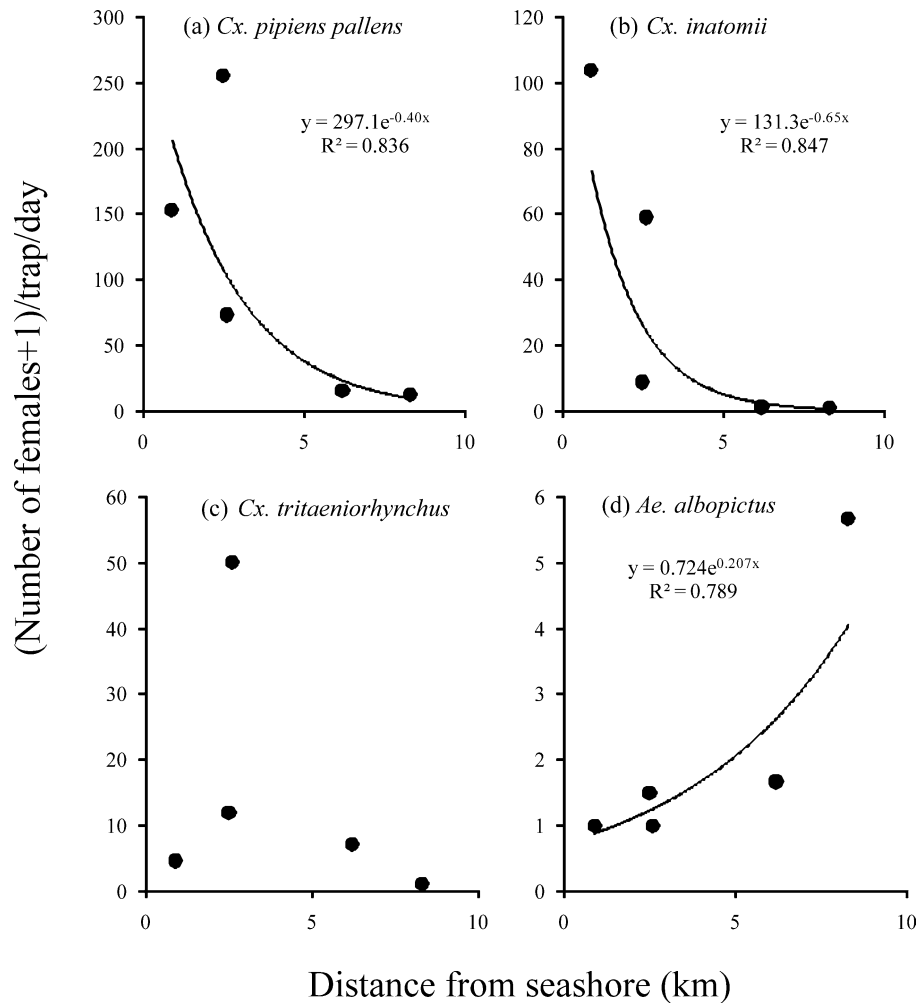 (Number of females+1)/trap/day
(a) Cx. pipiens pallens
y = 297.1e^-0.40x
R² = 0.836
300
250
200
150
100
50
0
0 5 10
(b) Cx. inatomii
y = 131.3e^-0.65x
R² = 0.847
120
100
80
60
40
20
0
0 5 10
(c) Cx. tritaeniorhynchus
60
50
40
30
20
10
0
0 5 10
(d) Ae. albopictus
y = 0.724e^0.207x
R² = 0.789
6
5
4
3
2
1
0
0 5 10
Distance from seashore (km)